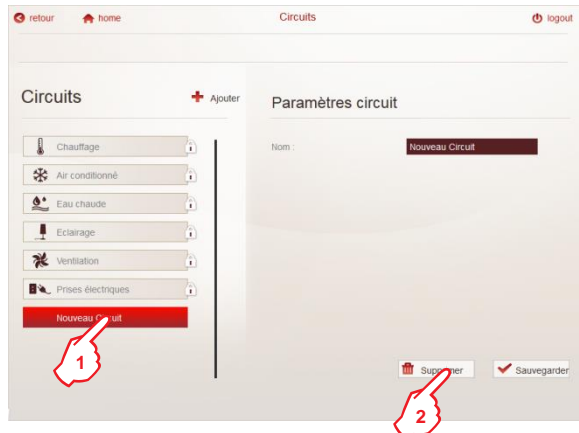 retour
home
Circuits
logout
Circuits
Ajouter
Paramètres circuit
Chauffage
Nom :
Nouveau Circuit
Air conditionné
Eau chaude
Eclairage
Ventilation
Prises électriques
Nouveau
1
Sauvegarder
2